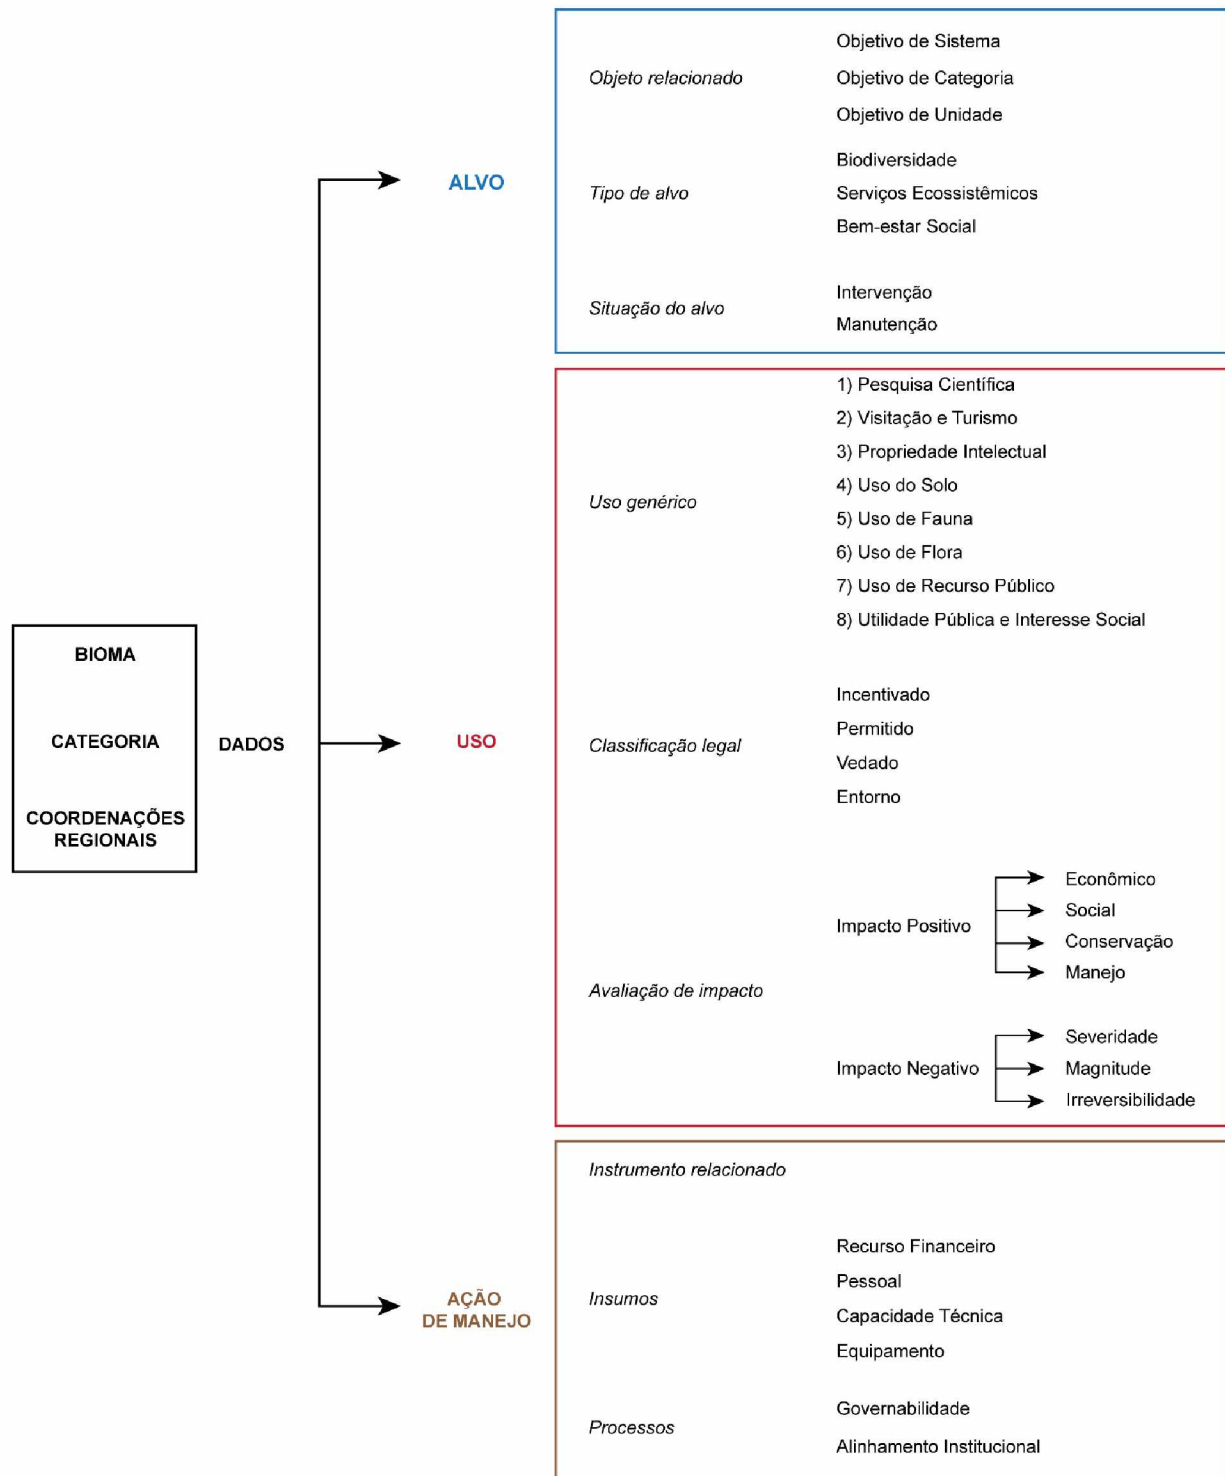 BIOMA
CATEGORIA
COORDENAÇÕES
REGIONAIS
DADOS
ALVO
Objeto relacionado
Objetivo de Sistema
Objetivo de Categoria
Objetivo de Unidade
Tipo de alvo
Biodiversidade
Serviços Ecossistêmicos
Bem-estar Social
Situação do alvo
Intervenção
Manutenção
USO
Uso genérico
1) Pesquisa Científica
2) Visitação e Turismo
3) Propriedade Intelectual
4) Uso do Solo
5) Uso de Fauna
6) Uso de Flora
7) Uso de Recurso Público
8) Utilidade Pública e Interesse Social
Classificação legal
Incentivado
Permitido
Vedado
Entorno
Avaliação de impacto
Impacto Positivo
Econômico
Social
Conservação
Manejo
Impacto Negativo
Severidade
Magnitude
Irreversibilidade
AÇÃO
DE MANEJO
Instrumento relacionado
Insumos
Recurso Financeiro
Pessoal
Capacidade Técnica
Equipamento
Processos
Governabilidade
Alinhamento Institucional